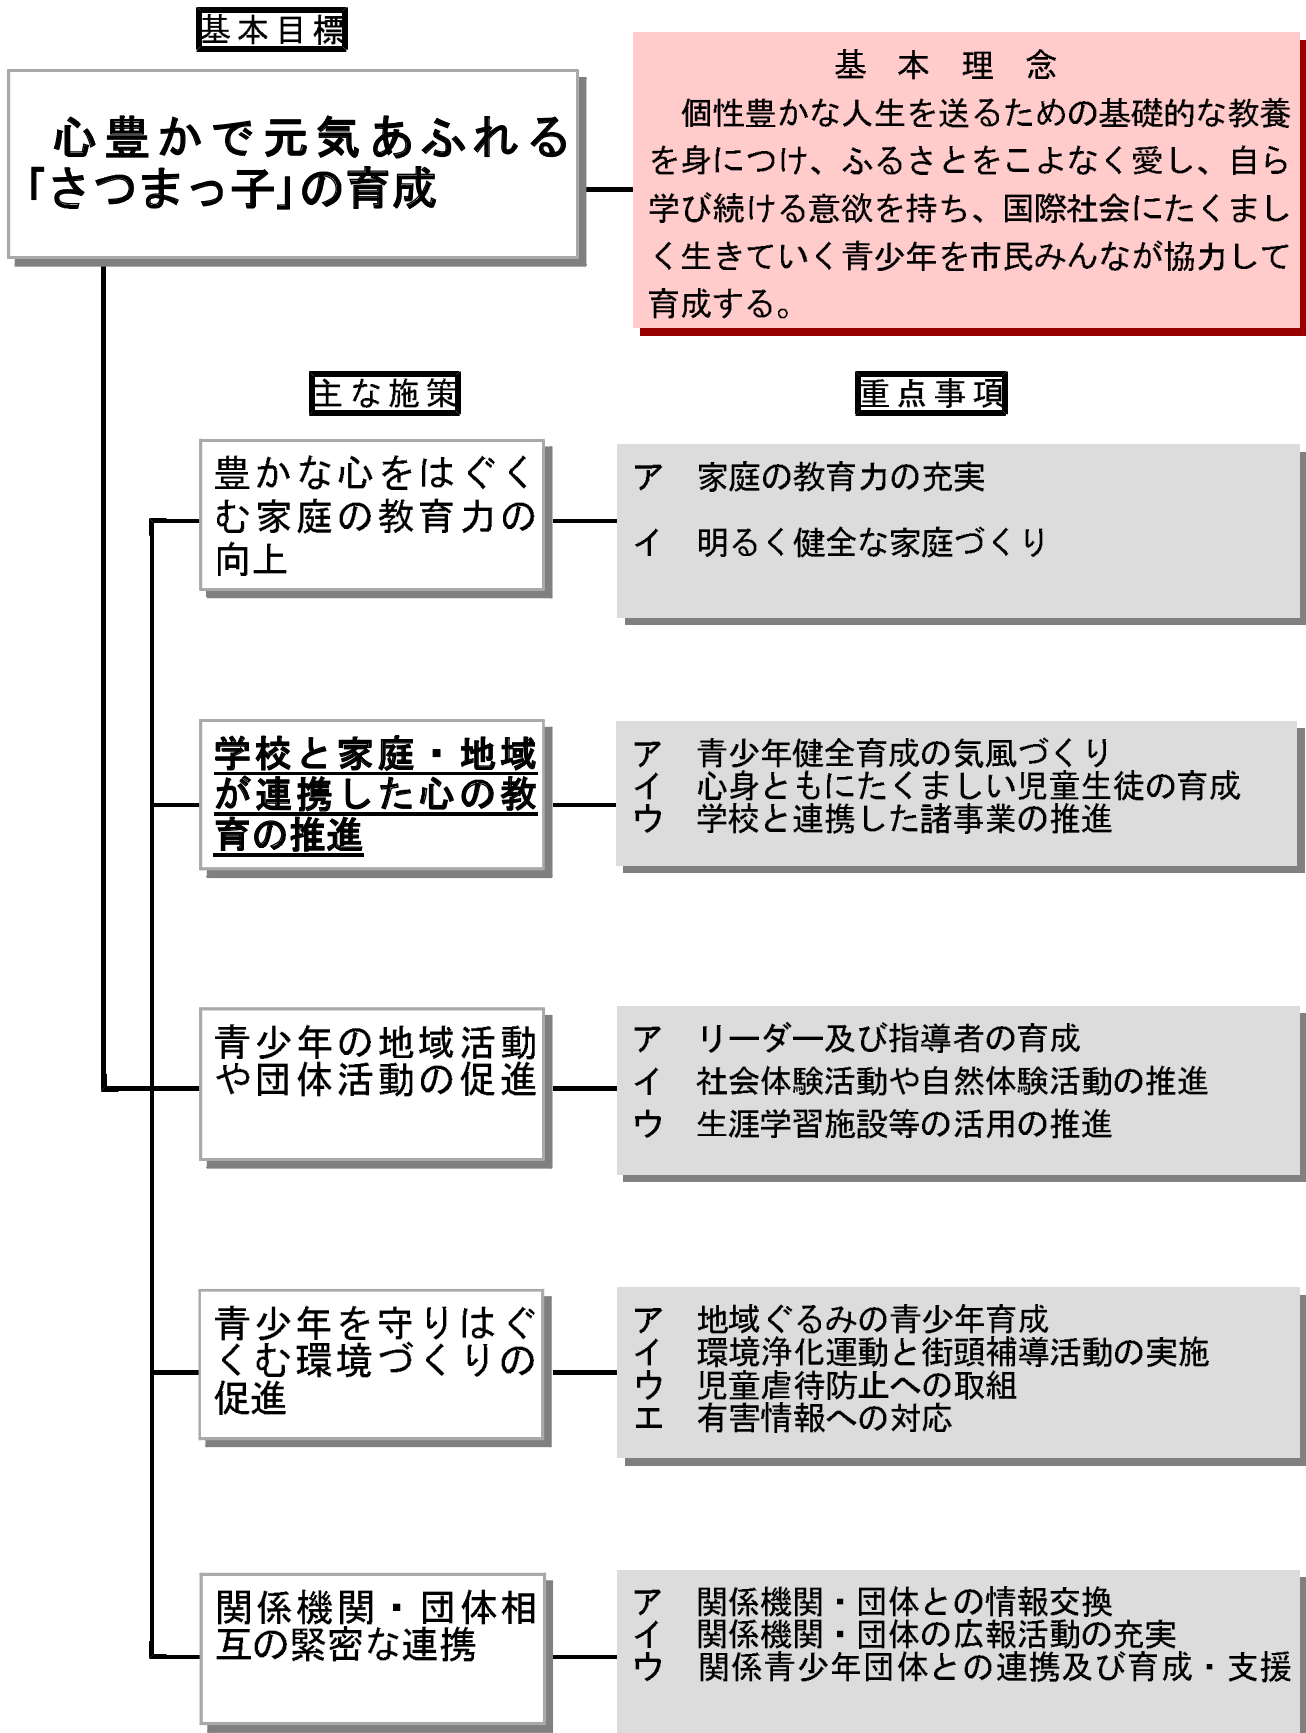 基本目標
心豊かで元気あふれる
「さつまっ子」の育成
基　本　理　念
個性豊かな人生を送るための基礎的な教養
を身につけ、ふるさとをこよなく愛し、自ら
学び続ける意欲を持ち、国際社会にたくまし
く生きていく青少年を市民みんなが協力して
育成する。
主な施策
重点事項
豊かな心をはぐく
む家庭の教育力の
向上
ア　家庭の教育力の充実
イ　明るく健全な家庭づくり
学校と家庭・地域
が連携した心の教
育の推進
ア　青少年健全育成の気風づくり
イ　心身ともにたくましい児童生徒の育成
ウ　学校と連携した諸事業の推進
青少年の地域活動
や団体活動の促進
ア　リーダー及び指導者の育成
イ　社会体験活動や自然体験活動の推進
ウ　生涯学習施設等の活用の推進
青少年を守りはぐ
くむ環境づくりの
促進
ア　地域ぐるみの青少年育成
イ　環境浄化運動と街頭補導活動の実施
ウ　児童虐待防止への取組
エ　有害情報への対応
関係機関・団体相
互の緊密な連携
ア　関係機関・団体との情報交換
イ　関係機関・団体の広報活動の充実
ウ　関係青少年団体との連携及び育成・支援